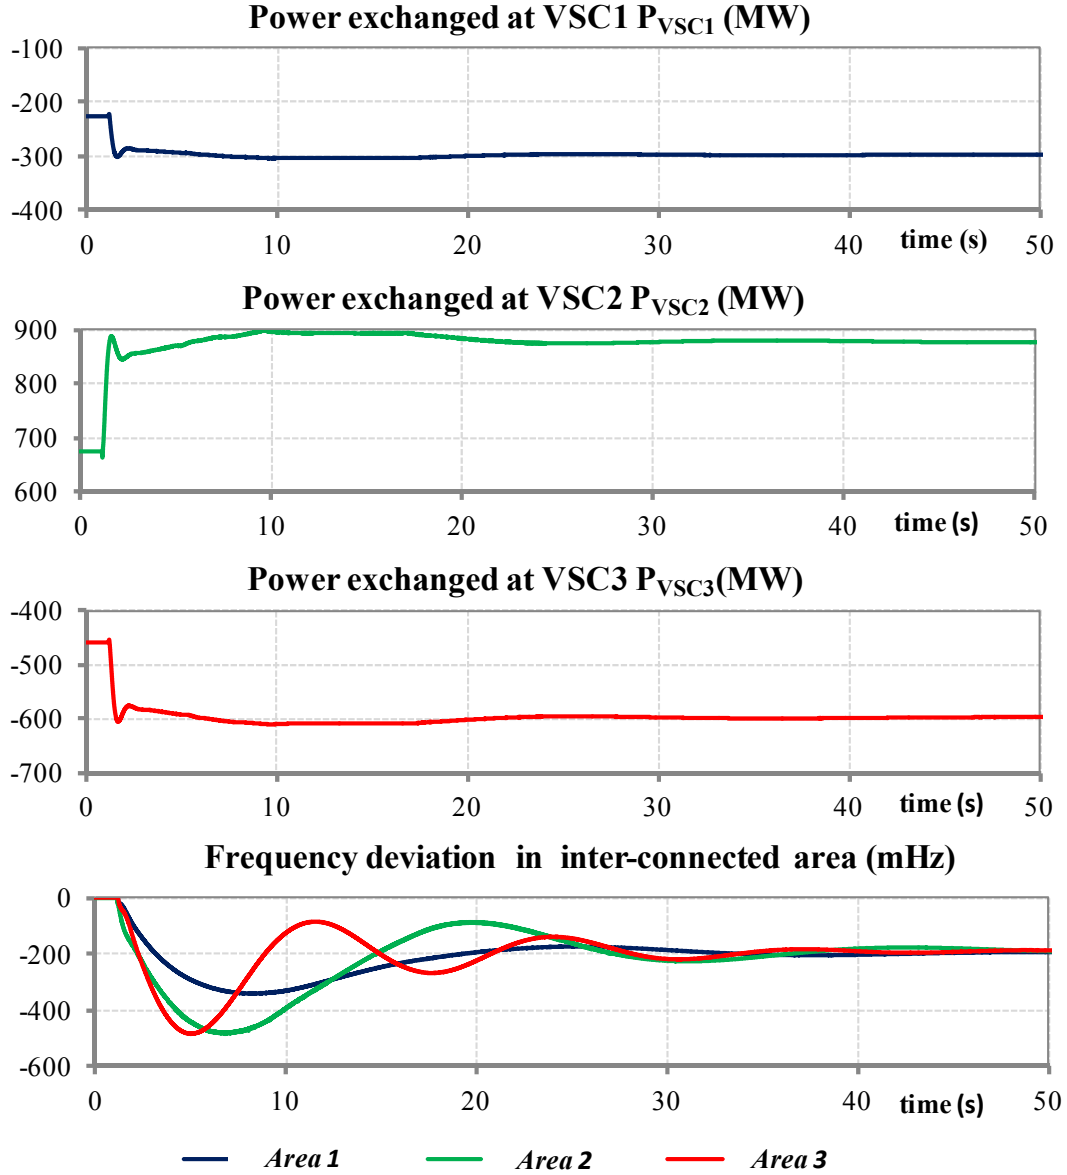 Power exchanged at VSC1 PVSC1 (MW)
-100
-200
-300
-400
0 10 20 30 40 time (s) 50
Power exchanged at VSC2 PVSC2 (MW)
900
800
700
600
0 10 20 30 40 time (s) 50
Power exchanged at VSC3 PVSC3(MW)
-400
-500
-600
-700
0 10 20 30 40 time (s) 50
Frequency deviation in inter-connected area (mHz)
0
-200
-400
-600
0 10 20 30 40 time (s) 50
Area 1 Area 2 Area 3